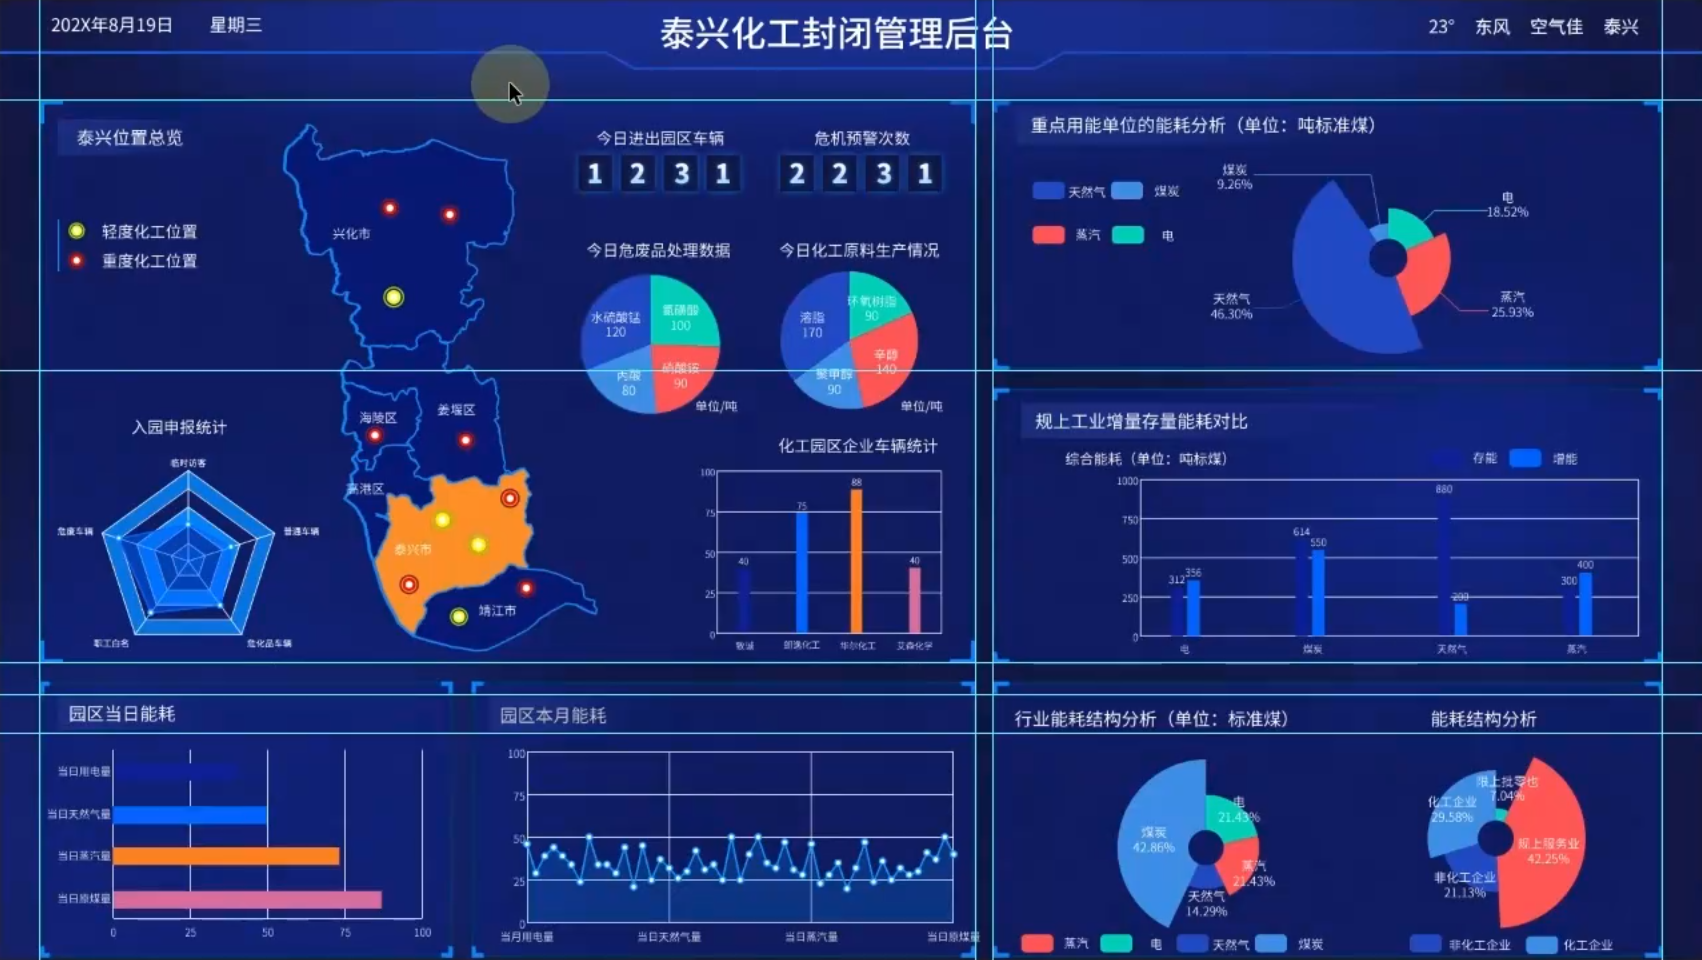 202X年8月19日 星期三
泰兴化工封闭管理后台
23° 东风 空气佳 泰兴
泰兴位置总览
轻度化工位置
重度化工位置
兴化市
海陵区
姜堰区
高港区
泰兴市
靖江市
今日进出园区车辆
1 2 3 1
危机预警次数
2 2 3 1
今日危废品处理数据
水硫酸锰
120
氯磺酸
100
丙酸
80
硝酸铵
90
单位/吨
今日化工原料生产情况
溶脂
170
环氧树脂
90
聚甲醇
90
辛醇
140
单位/吨
入园申报统计
临时访客
危废车辆
普通车辆
职工白名
危化品车辆
化工园区企业车辆统计
100
75
50
25
0
40
75
88
40
朗逸化工
华尔化工
艾森化学
重点用能单位的能耗分析（单位：吨标准煤）
天然气
煤炭
蒸汽
电
煤炭
9.26%
电
18.52%
天然气
46.30%
蒸汽
25.93%
规上工业增量存量能耗对比
综合能耗（单位：吨标煤）
存能
增能
1000
750
500
250
0
312
356
614
550
880
300
400
电
煤炭
天然气
蒸汽
园区当日能耗
当日用电量
当日天然气量
当日蒸汽量
当日原煤量
0 25 50 75 100
园区本月能耗
100
75
50
25
0
当月用电量
当日天然气量
当日蒸汽量
当日原煤量
行业能耗结构分析（单位：标准煤）
电
21.43%
煤炭
42.86%
蒸汽
21.43%
天然气
14.29%
蒸汽
电
天然气
煤炭
能耗结构分析
限上批零也
7.04%
化工企业
29.58%
规上服务业
42.25%
非化工企业
21.13%
非化工企业
化工企业